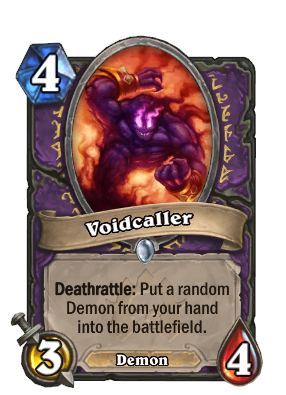 4
Voidcaller
Deathrattle: Put a random
Demon from your hand
into the battlefield.
3
Demon
4